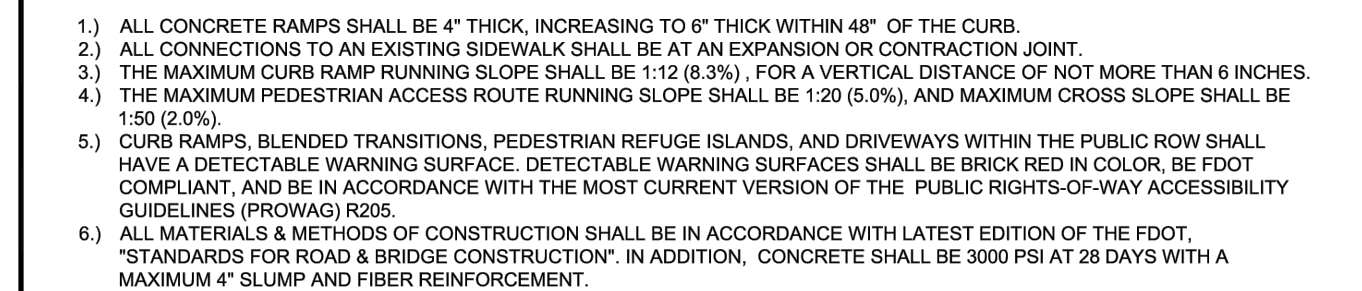 1.) ALL CONCRETE RAMPS SHALL BE 4" THICK, INCREASING TO 6" THICK WITHIN 48" OF THE CURB.
2.) ALL CONNECTIONS TO AN EXISTING SIDEWALK SHALL BE AT AN EXPANSION OR CONTRACTION JOINT.
3.) THE MAXIMUM CURB RAMP RUNNING SLOPE SHALL BE 1:12 (8.3%) , FOR A VERTICAL DISTANCE OF NOT MORE THAN 6 INCHES.
4.) THE MAXIMUM PEDESTRIAN ACCESS ROUTE RUNNING SLOPE SHALL BE 1:20 (5.0%), AND MAXIMUM CROSS SLOPE SHALL BE
1:50 (2.0%).
5.) CURB RAMPS, BLENDED TRANSITIONS, PEDESTRIAN REFUGE ISLANDS, AND DRIVEWAYS WITHIN THE PUBLIC ROW SHALL
HAVE A DETECTABLE WARNING SURFACE. DETECTABLE WARNING SURFACES SHALL BE BRICK RED IN COLOR, BE FDOT
COMPLIANT, AND BE IN ACCORDANCE WITH THE MOST CURRENT VERSION OF THE PUBLIC RIGHTS-OF-WAY ACCESSIBILITY
GUIDELINES (PROWAG) R205.
6.) ALL MATERIALS & METHODS OF CONSTRUCTION SHALL BE IN ACCORDANCE WITH LATEST EDITION OF THE FDOT,
"STANDARDS FOR ROAD & BRIDGE CONSTRUCTION". IN ADDITION, CONCRETE SHALL BE 3000 PSI AT 28 DAYS WITH A
MAXIMUM 4" SLUMP AND FIBER REINFORCEMENT.